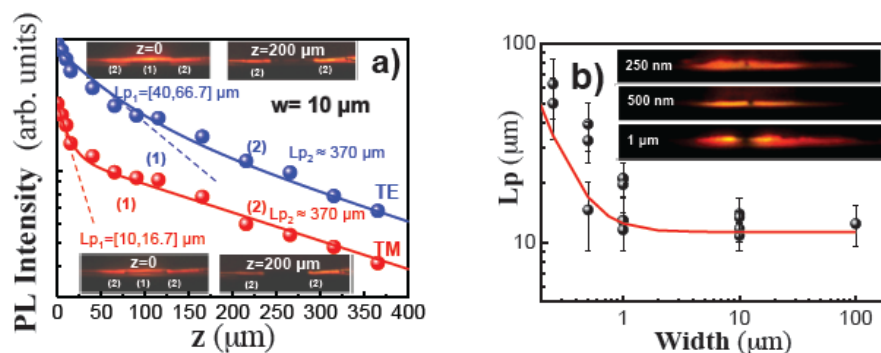 a)
z=0
(2) (1) (2)
z=200 µm
(2) (2)
Lp₁=[40,66.7] µm
w= 10 µm
(1)
(2)
Lp₂ ≈ 370 µm
TE
(1)
(2)
Lp₂ ≈ 370 µm
TM
Lp₁=[10,16.7] µm
z=0
(2) (1) (2)
z=200 µm
(2) (2)
PL Intensity (arb. units)
0 50 100 150 200 250 300 350 400
z (µm)
b)
250 nm
500 nm
1 µm
100
10
Lp (µm)
1 10 100
Width (µm)